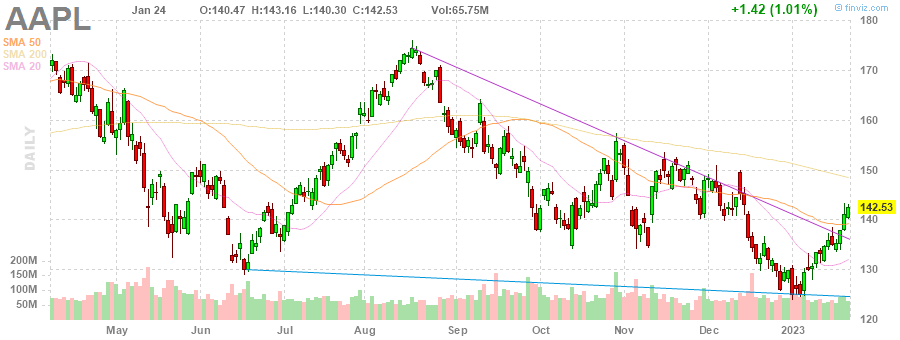 AAPL Jan 24 O:140.47 H:143.16 L:140.30 C:142.53 Vol:65.75M +1.42 (1.01%) © finviz.com
SMA 50
SMA 200
SMA 20
DAILY
180
170
160
150
142.53
140
130
120
200M
150M
100M
50M
May Jun Jul Aug Sep Oct Nov Dec 2023